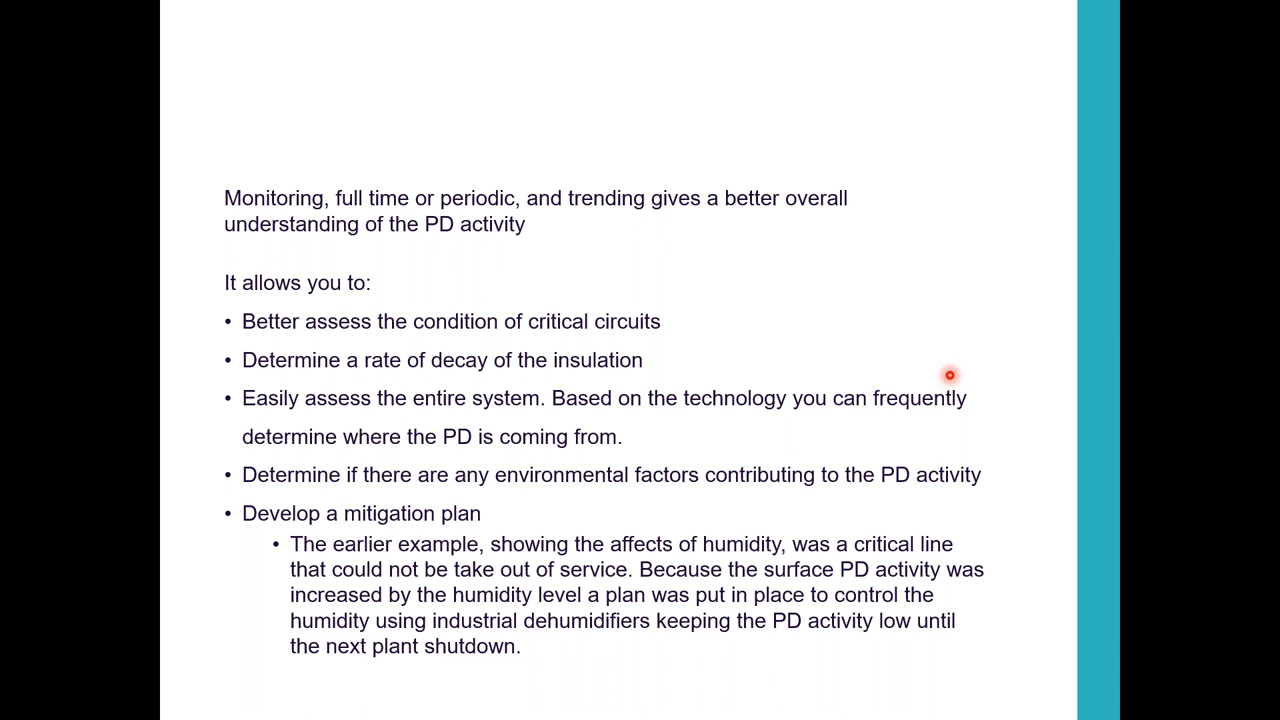 Monitoring, full time or periodic, and trending gives a better overall
understanding of the PD activity
It allows you to:
• Better assess the condition of critical circuits
• Determine a rate of decay of the insulation
• Easily assess the entire system. Based on the technology you can frequently
determine where the PD is coming from.
• Determine if there are any environmental factors contributing to the PD activity
• Develop a mitigation plan
• The earlier example, showing the affects of humidity, was a critical line
that could not be take out of service. Because the surface PD activity was
increased by the humidity level a plan was put in place to control the
humidity using industrial dehumidifiers keeping the PD activity low until
the next plant shutdown.